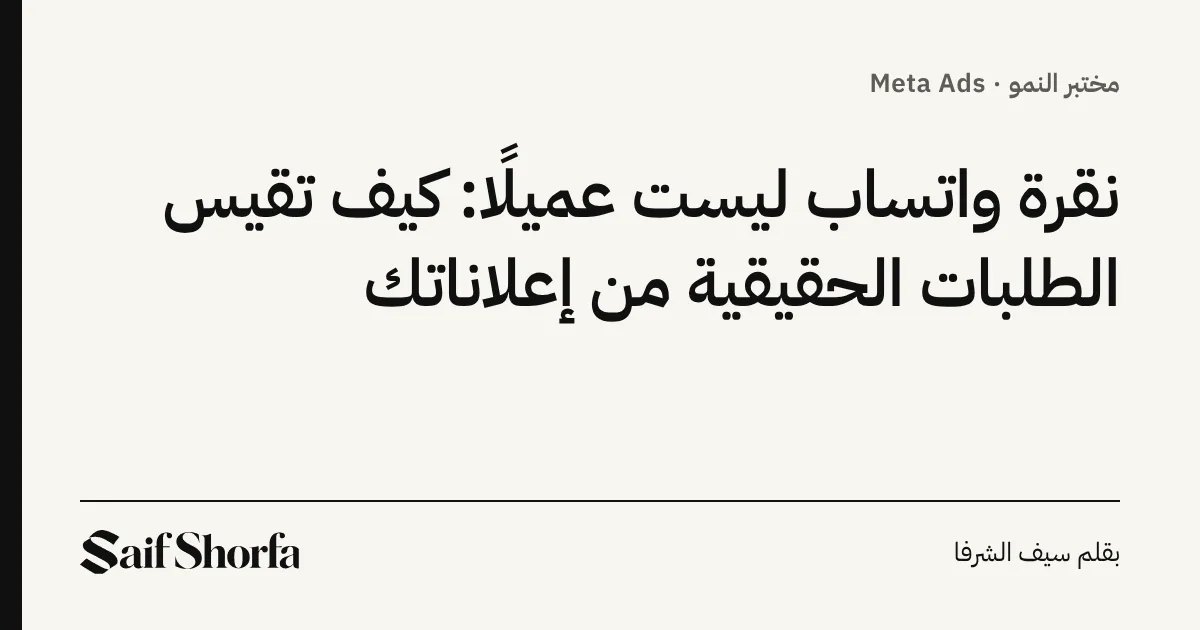 مختبر النمو · Meta Ads
نقرة واتساب ليست عميلًا: كيف تقيس
الطلبات الحقيقية من إعلاناتك
بقلم سيف الشرفا
Saif Shorfa